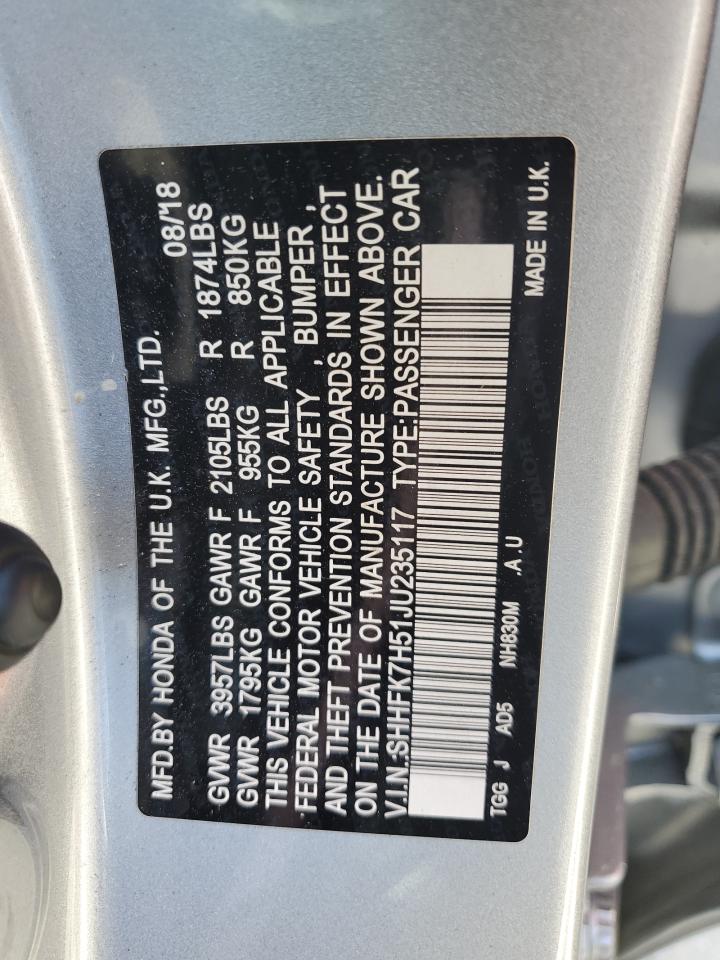 MFD.BY HONDA OF THE U.K. MFG.,LTD. 08/18
GVWR 3957LBS GAWR F 2105LBS R 1874LBS
GVWR 1795KG GAWR F 955KG R 850KG
THIS VEHICLE CONFORMS TO ALL APPLICABLE
FEDERAL MOTOR VEHICLE SAFETY , BUMPER ,
AND THEFT PREVENTION STANDARDS IN EFFECT
ON THE DATE OF MANUFACTURE SHOWN ABOVE.
V.I.N.:SHHFK7H51JU235117 TYPE:PASSENGER CAR
TGG J AD5 NH830M .A .U MADE IN U.K.